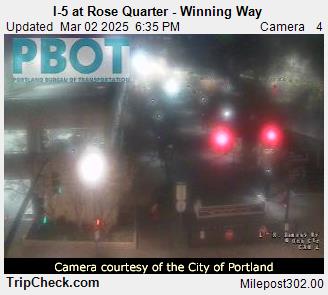 I-5 at Rose Quarter - Winning Way
Updated Mar 02 2025 6:35 PM Camera 4
PBOT
PORTLAND BUREAU OF TRANSPORTATION
Camera courtesy of the City of Portland
TripCheck.com Milepost302.00